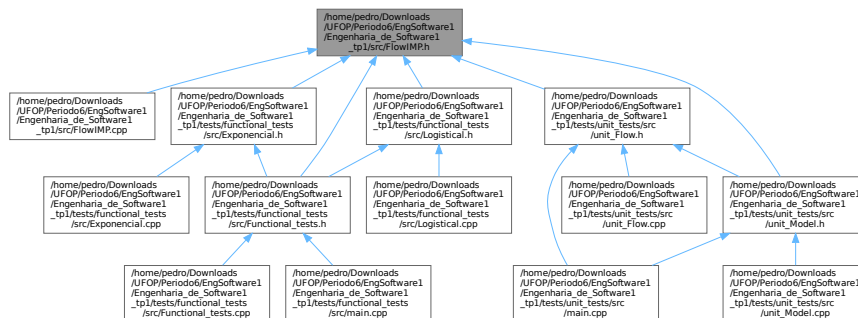 /home/pedro/Downloads
/UFOP/Periodo6/EngSoftware1
/Engenharia_de_Software1
_tp1/src/FlowIMP.h
/home/pedro/Downloads
/UFOP/Periodo6/EngSoftware1
/Engenharia_de_Software1
_tp1/src/FlowIMP.cpp
/home/pedro/Downloads
/UFOP/Periodo6/EngSoftware1
/Engenharia_de_Software1
_tp1/tests/functional_tests
/src/Exponencial.h
/home/pedro/Downloads
/UFOP/Periodo6/EngSoftware1
/Engenharia_de_Software1
_tp1/tests/functional_tests
/src/Logistical.h
/home/pedro/Downloads
/UFOP/Periodo6/EngSoftware1
/Engenharia_de_Software1
_tp1/tests/unit_tests/src
/unit_Flow.h
/home/pedro/Downloads
/UFOP/Periodo6/EngSoftware1
/Engenharia_de_Software1
_tp1/tests/functional_tests
/src/Exponencial.cpp
/home/pedro/Downloads
/UFOP/Periodo6/EngSoftware1
/Engenharia_de_Software1
_tp1/tests/functional_tests
/src/Functional_tests.h
/home/pedro/Downloads
/UFOP/Periodo6/EngSoftware1
/Engenharia_de_Software1
_tp1/tests/functional_tests
/src/Logistical.cpp
/home/pedro/Downloads
/UFOP/Periodo6/EngSoftware1
/Engenharia_de_Software1
_tp1/tests/unit_tests/src
/unit_Flow.cpp
/home/pedro/Downloads
/UFOP/Periodo6/EngSoftware1
/Engenharia_de_Software1
_tp1/tests/unit_tests/src
/unit_Model.h
/home/pedro/Downloads
/UFOP/Periodo6/EngSoftware1
/Engenharia_de_Software1
_tp1/tests/functional_tests
/src/Functional_tests.cpp
/home/pedro/Downloads
/UFOP/Periodo6/EngSoftware1
/Engenharia_de_Software1
_tp1/tests/functional_tests
/src/main.cpp
/home/pedro/Downloads
/UFOP/Periodo6/EngSoftware1
/Engenharia_de_Software1
_tp1/tests/unit_tests/src
/main.cpp
/home/pedro/Downloads
/UFOP/Periodo6/EngSoftware1
/Engenharia_de_Software1
_tp1/tests/unit_tests/src
/unit_Model.cpp